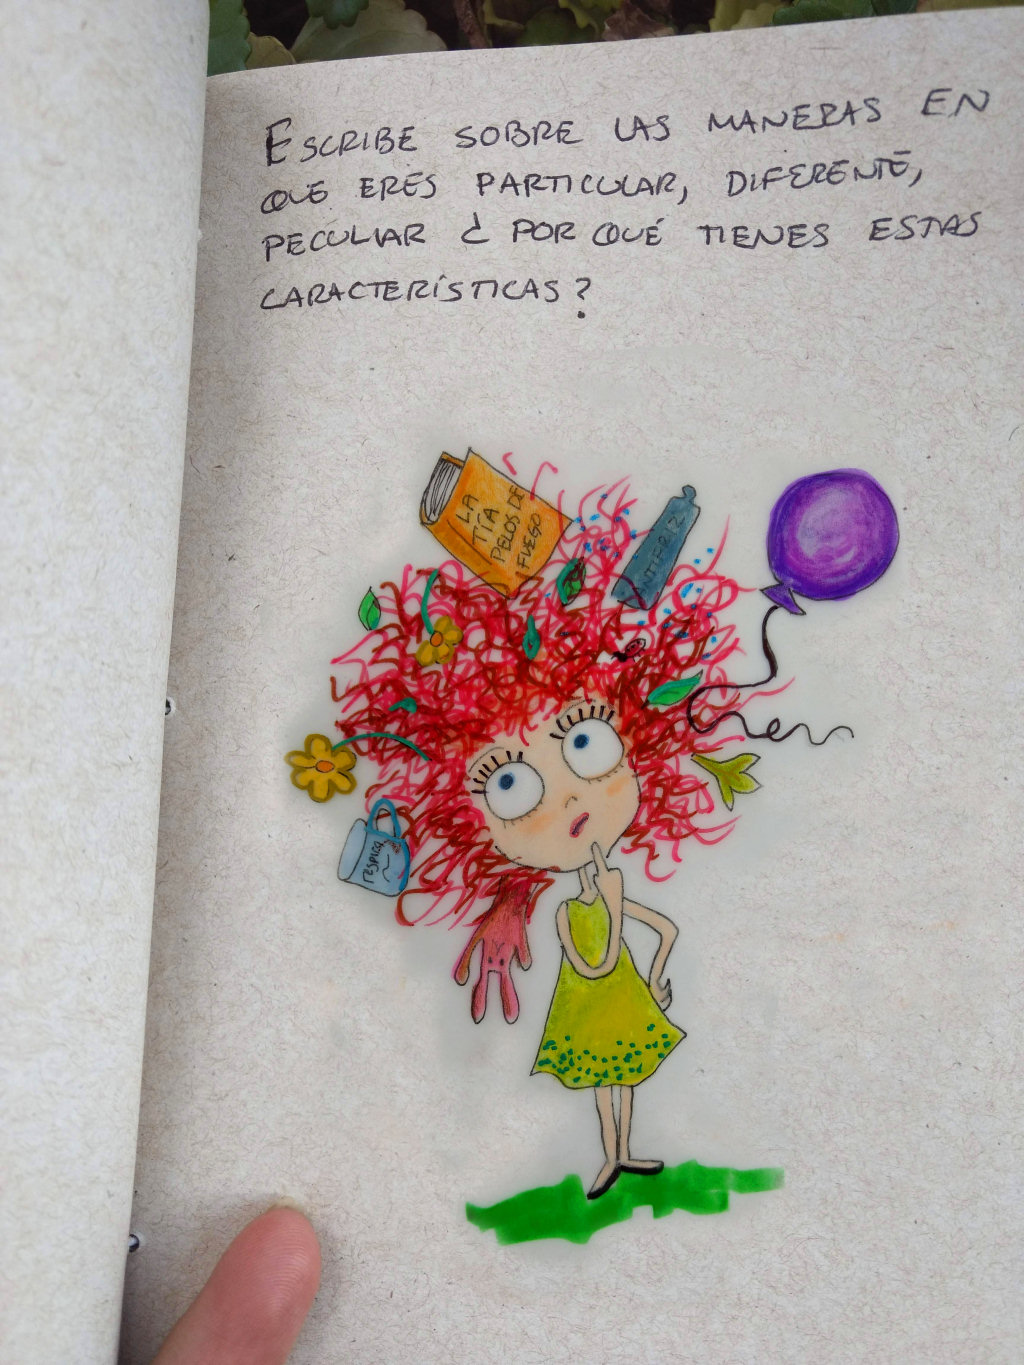 ESCRIBE SOBRE LAS MANERAS EN
QUE ERES PARTICULAR, DIFERENTE,
PECULIAR ¿ POR QUÉ TIENES ESTAS
CARACTERÍSTICAS?
LA
TÍA
PELOS DE
FUEGO
ANTIFRIZZ
respira